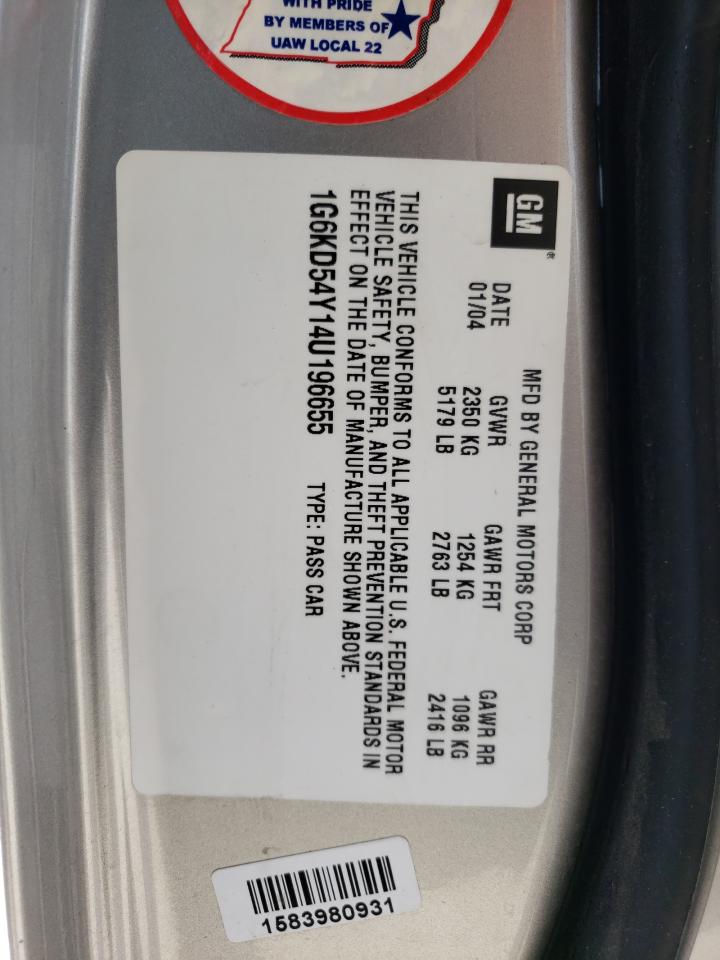 WITH PRIDE
BY MEMBERS OF
UAW LOCAL 22
GM
®
MFD BY GENERAL MOTORS CORP
DATE GVWR GAWR FRT GAWR RR
01/04 2350 KG 1254 KG 1096 KG
5179 LB 2763 LB 2416 LB
THIS VEHICLE CONFORMS TO ALL APPLICABLE U.S. FEDERAL MOTOR
VEHICLE SAFETY, BUMPER, AND THEFT PREVENTION STANDARDS IN
EFFECT ON THE DATE OF MANUFACTURE SHOWN ABOVE.
1G6KD54Y14U196655 TYPE: PASS CAR
1583980931